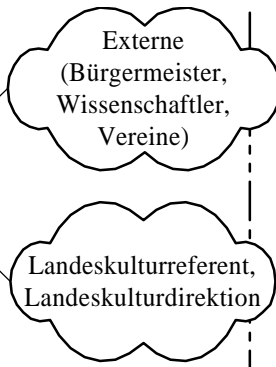 Externe
(Bürgermeister,
Wissenschaftler,
Vereine)
Landeskulturreferent,
Landeskulturdirektion